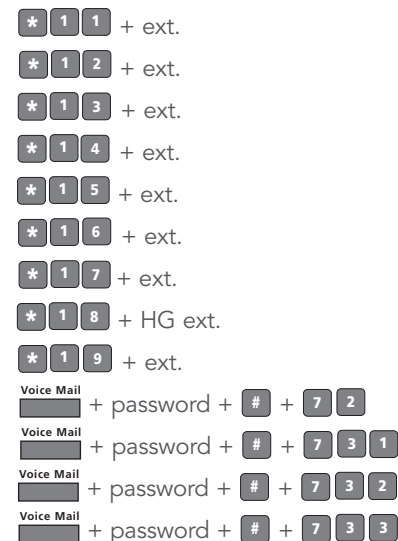 * 1 1 + ext.
* 1 2 + ext.
* 1 3 + ext.
* 1 4 + ext.
* 1 5 + ext.
* 1 6 + ext.
* 1 7 + ext.
* 1 8 + HG ext.
* 1 9 + ext.
Voice Mail
+ password + # + 7 2
Voice Mail
+ password + # + 7 3 1
Voice Mail
+ password + # + 7 3 2
Voice Mail
+ password + # + 7 3 3